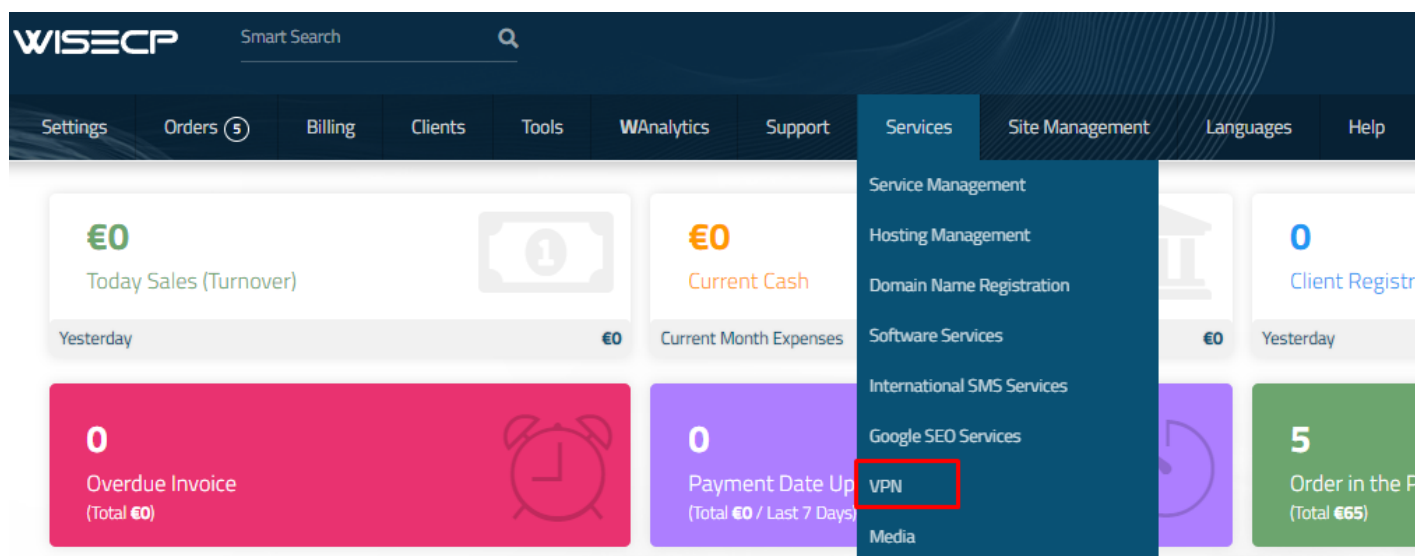 WISECP
Smart Search
Settings Orders 5 Billing Clients Tools WAnalytics Support Services Site Management Languages Help
Service Management
Hosting Management
Domain Name Registration
Software Services
International SMS Services
Google SEO Services
VPN
Media
€0
Today Sales (Turnover)
Yesterday €0
€0
Current Cash
Current Month Expenses €0
0
Client Registr
Yesterday
0
Overdue Invoice
(Total €0)
0
Payment Date Up
(Total €0 / Last 7 Days)
5
Order in the P
(Total €65)